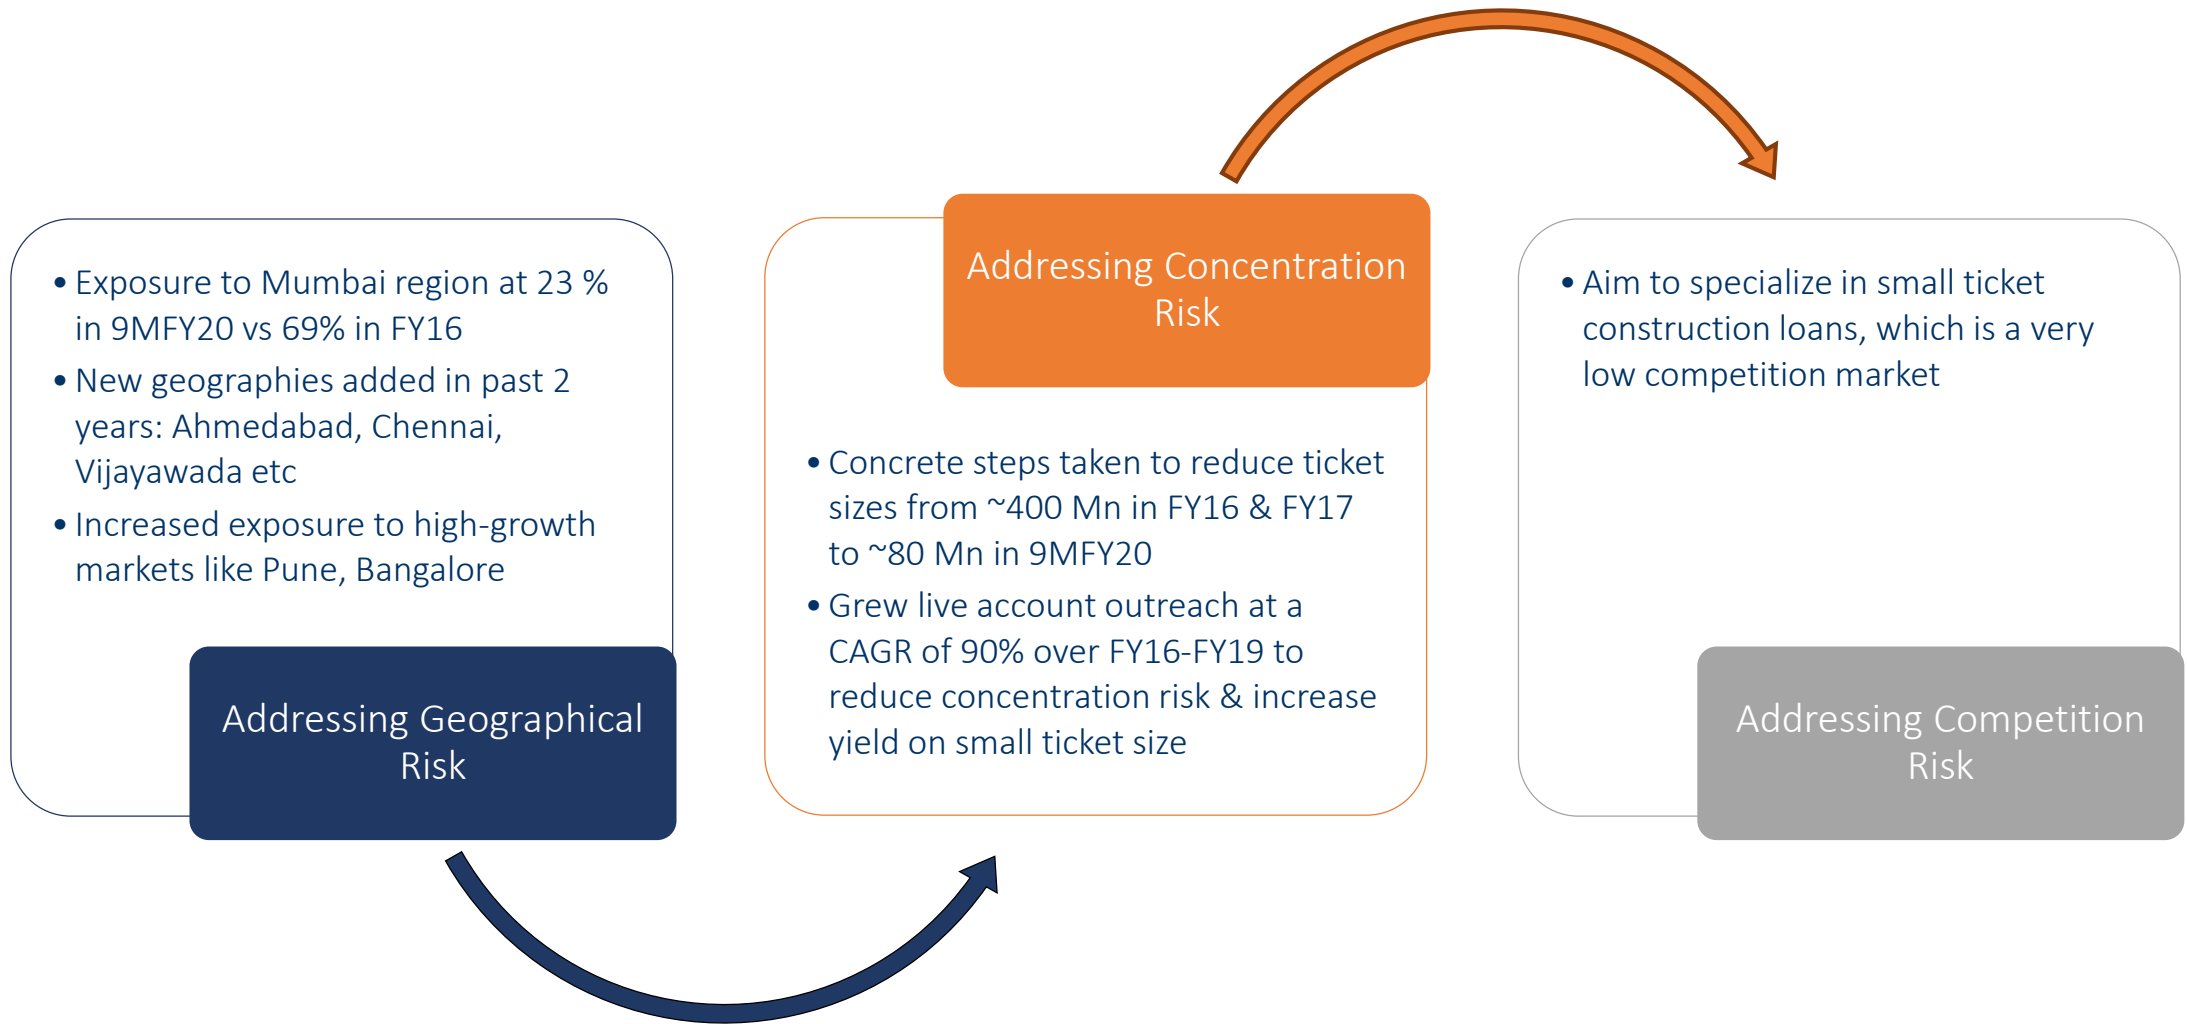 • Exposure to Mumbai region at 23 %
in 9MFY20 vs 69% in FY16
• New geographies added in past 2
years: Ahmedabad, Chennai,
Vijayawada etc
• Increased exposure to high-growth
markets like Pune, Bangalore
Addressing Geographical
Risk
Addressing Concentration
Risk
• Concrete steps taken to reduce ticket
sizes from ~400 Mn in FY16 & FY17
to ~80 Mn in 9MFY20
• Grew live account outreach at a
CAGR of 90% over FY16-FY19 to
reduce concentration risk & increase
yield on small ticket size
• Aim to specialize in small ticket
construction loans, which is a very
low competition market
Addressing Competition
Risk